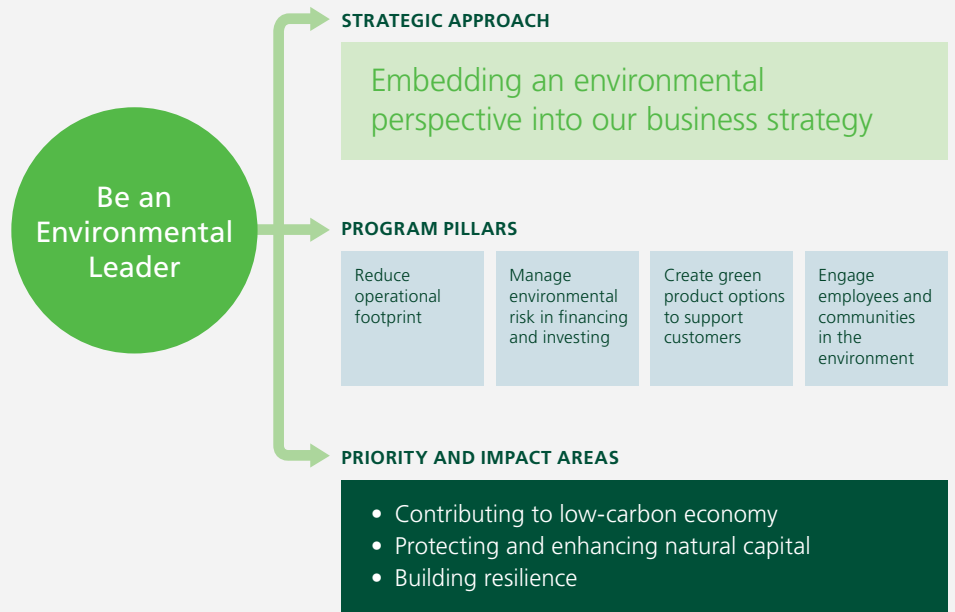 Be an
Environmental
Leader
STRATEGIC APPROACH
Embedding an environmental
perspective into our business strategy
PROGRAM PILLARS
Reduce
operational
footprint
Manage
environmental
risk in financing
and investing
Create green
product options
to support
customers
Engage
employees and
communities
in the
environment
PRIORITY AND IMPACT AREAS
• Contributing to low-carbon economy
• Protecting and enhancing natural capital
• Building resilience